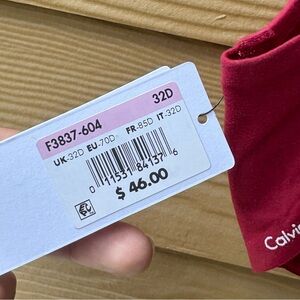 F3837-604 32D
UK-32D EU-70D FR-85D IT-32D
0 11531 84137 6
$ 46.00
Calvin